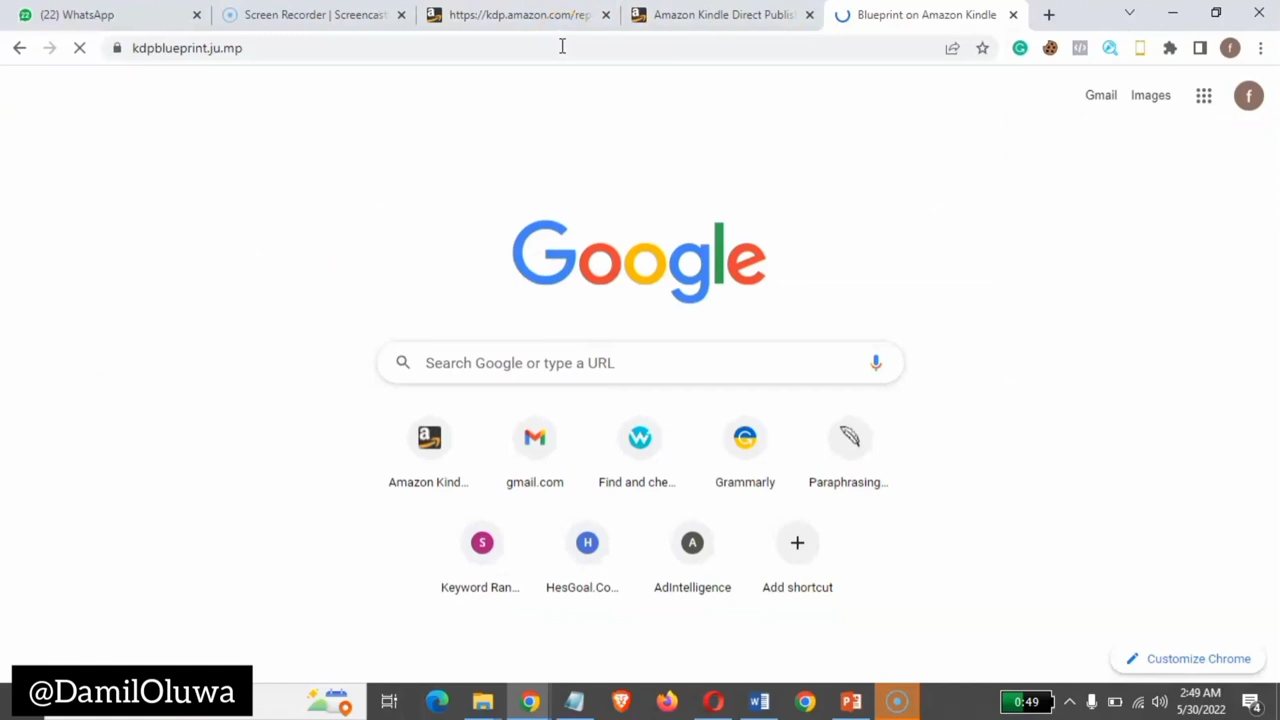 (22) WhatsApp
Screen Recorder | Screencast
https://kdp.amazon.com/rep
Amazon Kindle Direct Publis
Blueprint on Amazon Kindle
kdpblueprint.ju.mp
Gmail
Images
f
Google
Search Google or type a URL
Amazon Kind...
gmail.com
Find and che...
Grammarly
Paraphrasing...
S
H
A
Keyword Ran...
HesGoal.Co...
AdIntelligence
Add shortcut
Customize Chrome
@DamilOluwa
0:49
2:49 AM
5/30/2022
4